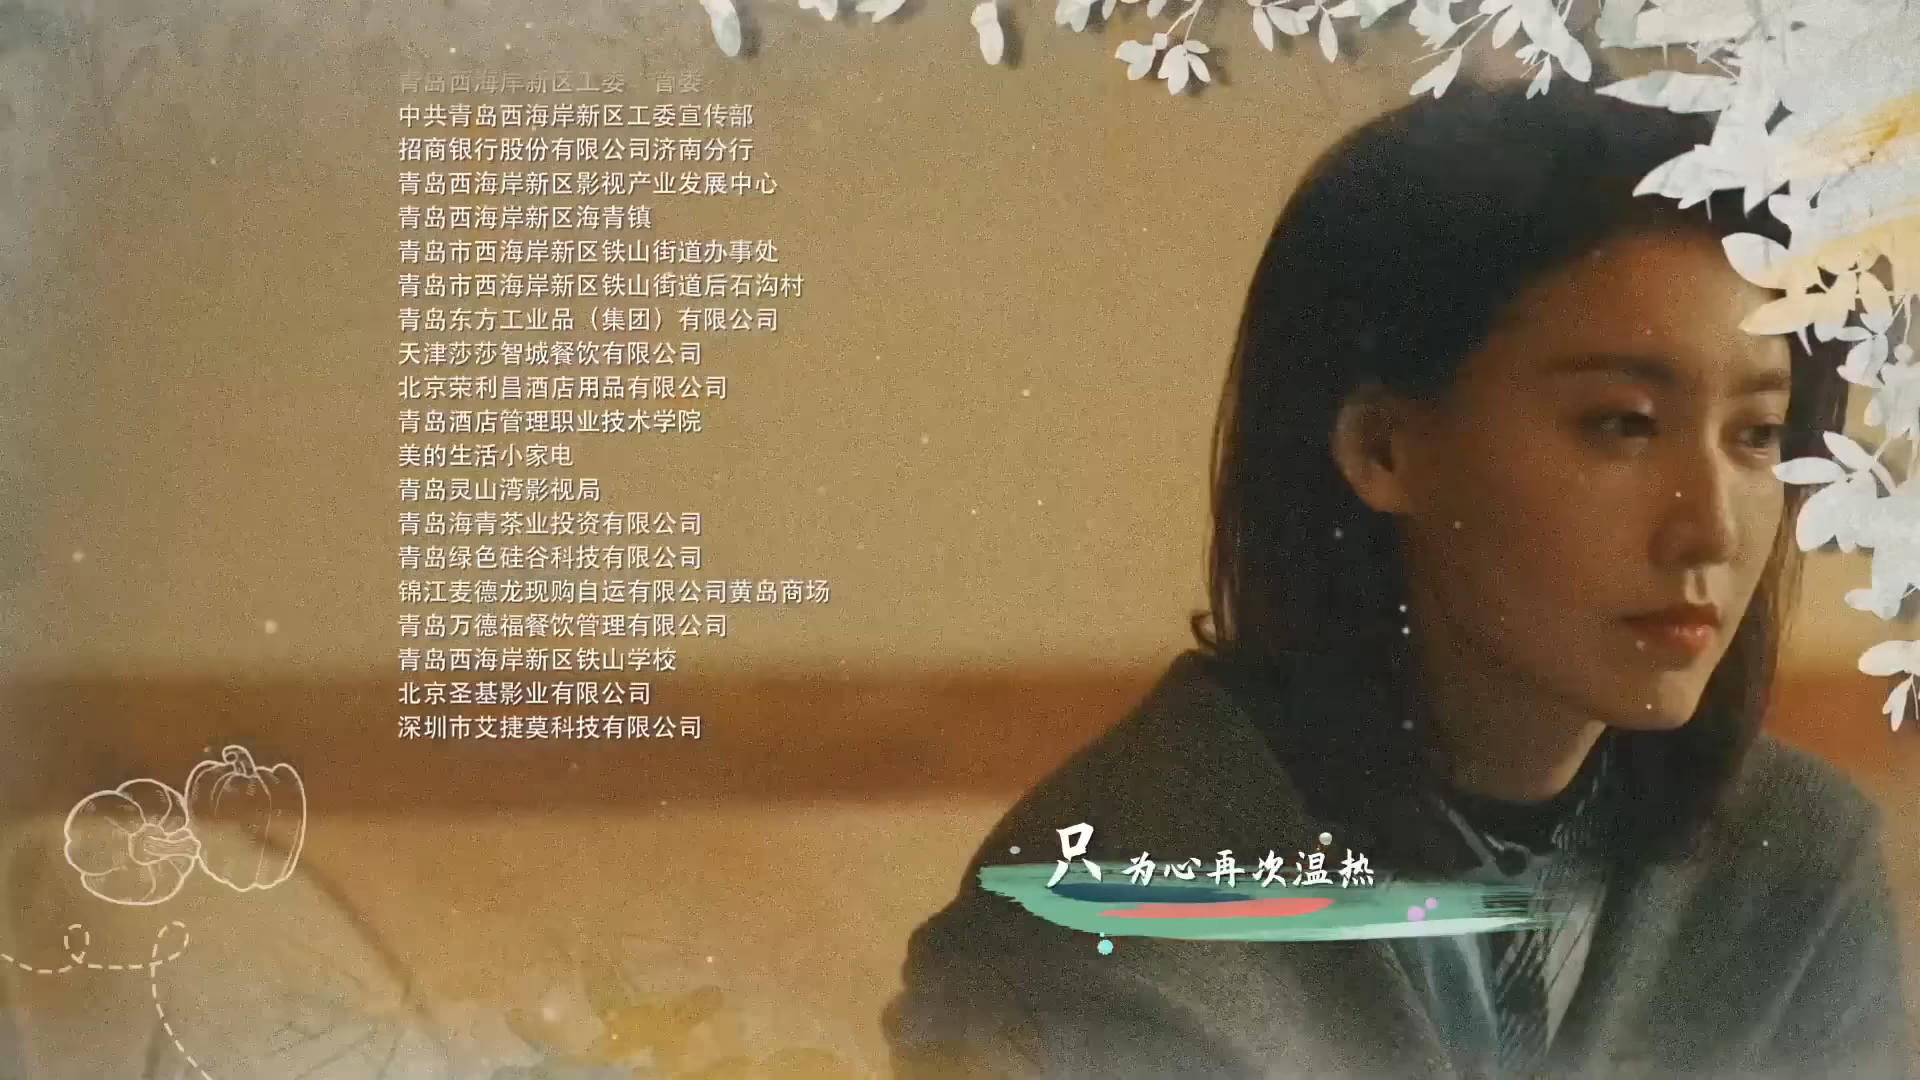 青岛西海岸新区工委 管委
中共青岛西海岸新区工委宣传部
招商银行股份有限公司济南分行
青岛西海岸新区影视产业发展中心
青岛西海岸新区海青镇
青岛市西海岸新区铁山街道办事处
青岛市西海岸新区铁山街道后石沟村
青岛东方工业品（集团）有限公司
天津莎莎智城餐饮有限公司
北京荣利昌酒店用品有限公司
青岛酒店管理职业技术学院
美的生活小家电
青岛灵山湾影视局
青岛海青茶业投资有限公司
青岛绿色硅谷科技有限公司
锦江麦德龙现购自运有限公司黄岛商场
青岛万德福餐饮管理有限公司
青岛西海岸新区铁山学校
北京圣基影业有限公司
深圳市艾捷莫科技有限公司
只为心再次温热